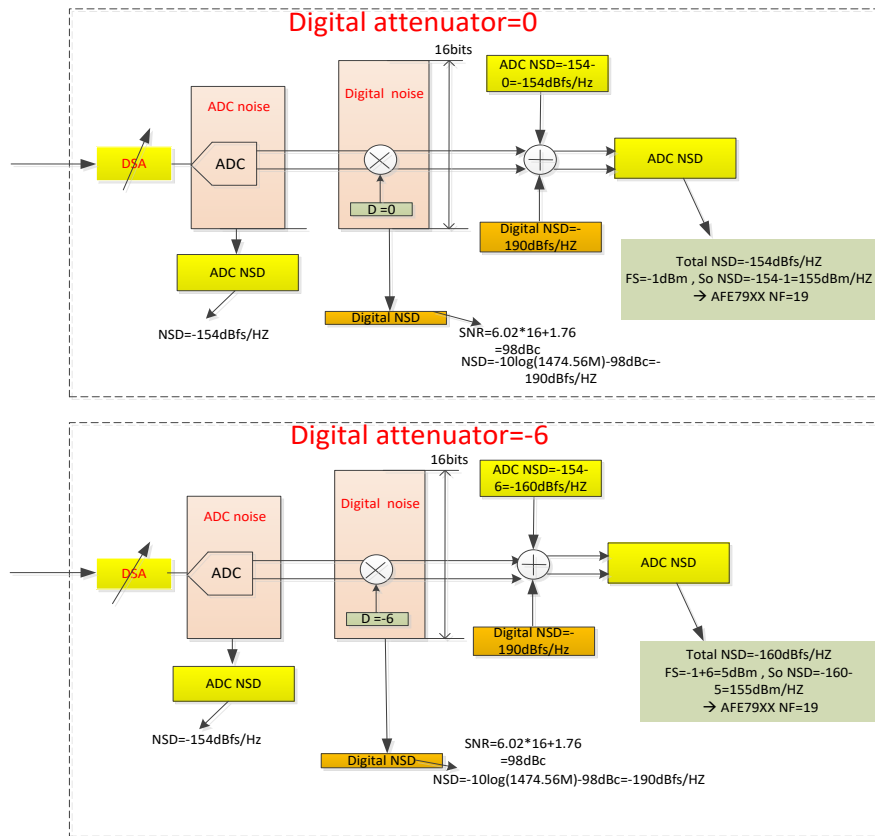 Digital attenuator=0
16bits
ADC NSD=-154-
0=-154dBfs/Hz
ADC noise
Digital noise
DSA
ADC
ADC NSD
D =0
Digital NSD=-
190dBfs/HZ
ADC NSD
Total NSD=-154dBfs/HZ
FS=-1dBm , So NSD=-154-1=155dBm/HZ
→ AFE79XX NF=19
NSD=-154dBfs/HZ
Digital NSD
SNR=6.02*16+1.76
=98dBc
NSD=-10log(1474.56M)-98dBc=-
190dBfs/HZ
Digital attenuator=-6
16bits
ADC NSD=-154-
6=-160dBfs/HZ
ADC noise
Digital noise
DSA
ADC
ADC NSD
D =-6
Digital NSD=-
190dBfs/Hz
ADC NSD
Total NSD=-160dBfs/HZ
FS=-1+6=5dBm , So NSD=-160-
5=155dBm/HZ
→ AFE79XX NF=19
NSD=-154dBfs/Hz
Digital NSD
SNR=6.02*16+1.76
=98dBc
NSD=-10log(1474.56M)-98dBc=-190dBfs/HZ